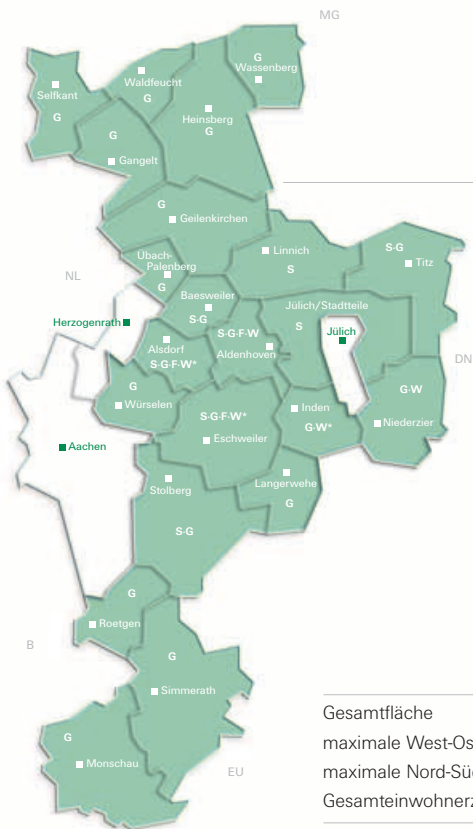 MG
G
Wassenberg
Waldfeucht
G
Selfkant
G
Heinsberg
G
G
Gangelt
G
Geilenkirchen
Linnich
S
S·G
Titz
NL
Übach-
Palenberg
G
Baesweiler
S·G
Jülich/Stadtteile
S
Jülich
Herzogenrath
Alsdorf
S·G·F·W*
S·G·F·W
Aldenhoven
DN
G
Würselen
S·G·F·W*
Eschweiler
Inden
G·W*
G·W
Niederzier
Aachen
Stolberg
S·G
Langerwehe
G
G
Roetgen
B
G
Simmerath
G
Monschau
EU
Gesamtfläche
maximale West-Os
maximale Nord-Sü
Gesamteinwohnerz